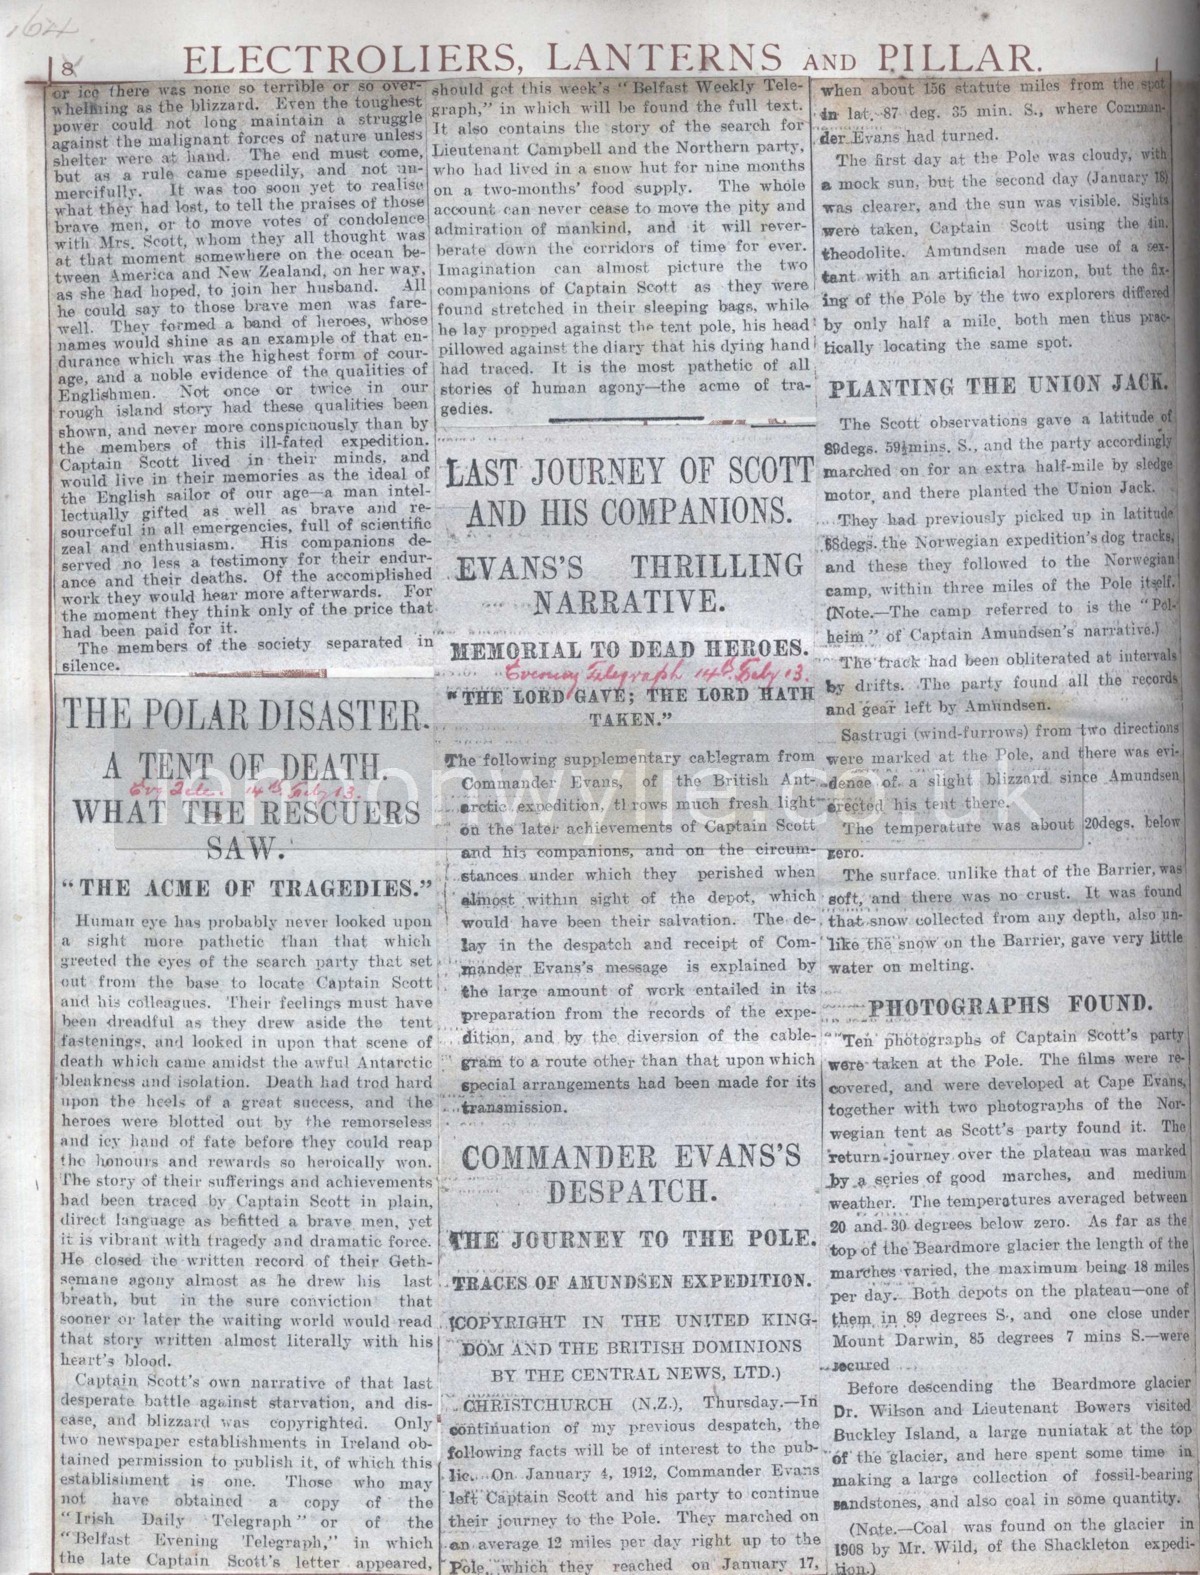 164
8
ELECTROLIERS, LANTERNS AND PILLAR.
or ice there was none so terrible or so over-
whelming as the blizzard. Even the toughest
power could not long maintain a struggle
against the malignant forces of nature unless
shelter were at hand. The end must come,
but as a rule came speedily, and not un-
mercifully. It was too soon yet to realise
what they had lost, to tell the praises of those
brave men, or to move votes of condolence
with Mrs. Scott, whom they all thought was
at that moment somewhere on the ocean be-
tween America and New Zealand, on her way,
as she had hoped, to join her husband. All
he could say to those brave men was fare-
well. They formed a band of heroes, whose
names would shine as an example of that en-
durance which was the highest form of cour-
age, and a noble evidence of the qualities of
Englishmen. Not once or twice in our
rough island story had these qualities been
shown, and never more conspicuously than by
the members of this ill-fated expedition.
Captain Scott lived in their minds, and
would live in their memories as the ideal of
the English sailor of our age—a man intel-
lectually gifted as well as brave and re-
sourceful in all emergencies, full of scientific
zeal and enthusiasm. His companions de-
served no less a testimony for their endur-
ance and their deaths. Of the accomplished
work they would hear more afterwards. For
the moment they think only of the price that
had been paid for it.
The members of the society separated in
silence.
THE POLAR DISASTER.
A TENT OF DEATH.
Eve Tele. 14th Feby 13.
WHAT THE RESCUERS
SAW.
"THE ACME OF TRAGEDIES."
Human eye has probably never looked upon
a sight more pathetic than that which
greeted the eyes of the search party that set
out from the base to locate Captain Scott
and his colleagues. Their feelings must have
been dreadful as they drew aside the tent
fastenings, and looked in upon that scene of
death which came amidst the awful Antarctic
bleakness and isolation. Death had trod hard
upon the heels of a great success, and the
heroes were blotted out by the remorseless
and icy hand of fate before they could reap
the honours and rewards so heroically won.
The story of their sufferings and achievements
had been traced by Captain Scott in plain,
direct language as befitted a brave men, yet
it is vibrant with tragedy and dramatic force.
He closed the written record of their Geth-
semane agony almost as he drew his last
breath, but in the sure conviction that
sooner or later the waiting world would read
that story written almost literally with his
heart's blood.
Captain Scott's own narrative of that last
desperate battle against starvation, and dis-
ease, and blizzard was copyrighted. Only
two newspaper establishments in Ireland ob-
tained permission to publish it, of which this
establishment is one. Those who may
not have obtained a copy of the
"Irish Daily Telegraph" or of the
"Belfast Evening Telegraph," in which
the late Captain Scott's letter appeared,
should get this week's "Belfast Weekly Tele-
graph," in which will be found the full text.
It also contains the story of the search for
Lieutenant Campbell and the Northern party,
who had lived in a snow hut for nine months
on a two-months' food supply. The whole
account can never cease to move the pity and
admiration of mankind, and it will rever-
berate down the corridors of time for ever.
Imagination can almost picture the two
companions of Captain Scott as they were
found stretched in their sleeping bags, while
he lay propped against the tent pole, his head
pillowed against the diary that his dying hand
had traced. It is the most pathetic of all
stories of human agony—the acme of tra-
gedies.
LAST JOURNEY OF SCOTT
AND HIS COMPANIONS.
EVANS'S THRILLING
NARRATIVE.
MEMORIAL TO DEAD HEROES.
Evening Telegraph 14th Feby 13.
"THE LORD GAVE; THE LORD HATH
TAKEN."
The following supplementary cablegram from
Commander Evans, of the British Ant-
arctic expedition, throws much fresh light
on the later achievements of Captain Scott
and his companions, and on the circum-
stances under which they perished when
almost within sight of the depot, which
would have been their salvation. The de-
lay in the despatch and receipt of Com-
mander Evans's message is explained by
the large amount of work entailed in its
preparation from the records of the expe-
dition, and by the diversion of the cable-
gram to a route other than that upon which
special arrangements had been made for its
transmission.
COMMANDER EVANS'S
DESPATCH.
THE JOURNEY TO THE POLE.
TRACES OF AMUNDSEN EXPEDITION.
(COPYRIGHT IN THE UNITED KING-
DOM AND THE BRITISH DOMINIONS
BY THE CENTRAL NEWS, LTD.)
CHRISTCHURCH (N.Z.), Thursday.—In
continuation of my previous despatch, the
following facts will be of interest to the pub-
lic. On January 4, 1912, Commander Evans
left Captain Scott and his party to continue
their journey to the Pole. They marched on
an average 12 miles per day right up to the
Pole, which they reached on January 17,
when about 156 statute miles from the spot
in lat. 87 deg. 35 min. S., where Comman-
der Evans had turned.
The first day at the Pole was cloudy, with
a mock sun, but the second day (January 18)
was clearer, and the sun was visible. Sights
were taken, Captain Scott using the 4in.
theodolite. Amundsen made use of a sex-
tant with an artificial horizon, but the fix-
ing of the Pole by the two explorers differed
by only half a mile, both men thus prac-
tically locating the same spot.
PLANTING THE UNION JACK.
The Scott observations gave a latitude of
89degs. 59½mins. S., and the party accordingly
marched on for an extra half-mile by sledge
motor, and there planted the Union Jack.
They had previously picked up in latitude
88degs. the Norwegian expedition's dog tracks,
and these they followed to the Norwegian
camp, within three miles of the Pole itself.
(Note.—The camp referred to is the "Pol-
heim" of Captain Amundsen's narrative.)
The track had been obliterated at intervals
by drifts. The party found all the records
and gear left by Amundsen.
Sastrugi (wind-furrows) from two directions
were marked at the Pole, and there was evi-
dence of a slight blizzard since Amundsen
erected his tent there.
The temperature was about 20degs. below
zero.
The surface, unlike that of the Barrier, was
soft, and there was no crust. It was found
that snow collected from any depth, also un-
like the snow on the Barrier, gave very little
water on melting.
PHOTOGRAPHS FOUND.
Ten photographs of Captain Scott's party
were taken at the Pole. The films were re-
covered, and were developed at Cape Evans,
together with two photographs of the Nor-
wegian tent as Scott's party found it. The
return journey over the plateau was marked
by a series of good marches, and medium
weather. The temperatures averaged between
20 and 30 degrees below zero. As far as the
top of the Beardmore glacier the length of the
marches varied, the maximum being 18 miles
per day. Both depots on the plateau—one of
them in 89 degrees S., and one close under
Mount Darwin, 85 degrees 7 mins S.—were
secured
Before descending the Beardmore glacier
Dr. Wilson and Lieutenant Bowers visited
Buckley Island, a large nuniatak at the top
of the glacier, and here spent some time in
making a large collection of fossil-bearing
sandstones, and also coal in some quantity.
(Note.—Coal was found on the glacier in
1908 by Mr. Wild, of the Shackleton expedi-
tion.)